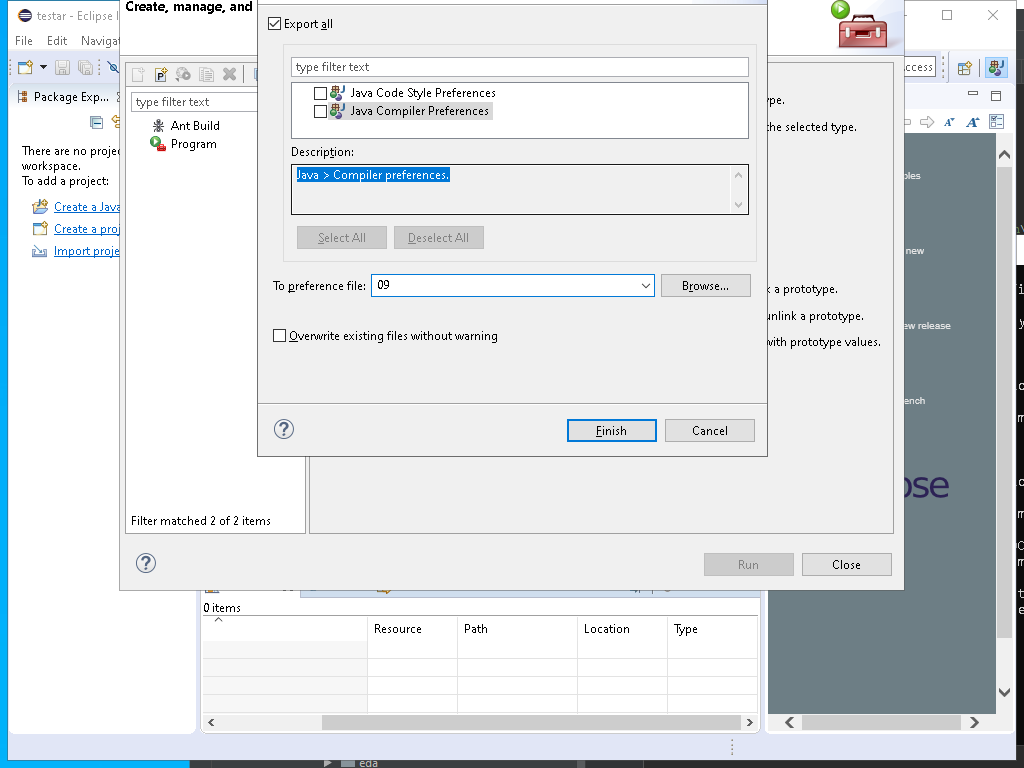 testar - Eclipse I
Create, manage, and
File Edit Navigat
Package Exp...
There are no projec
workspace.
To add a project:
Create a Java
Create a proj
Import proje
type filter text
Ant Build
Program
Filter matched 2 of 2 items
Export all
type filter text
Java Code Style Preferences
Java Compiler Preferences
Description:
Java > Compiler preferences.
Select All Deselect All
To preference file: 09 Browse...
Overwrite existing files without warning
Finish Cancel
ype.
he selected type.
k a prototype.
unlink a prototype.
with prototype values.
Run Close
ccess
ples
new
ew release
ench
ose
0 items
Resource Path Location Type
eda